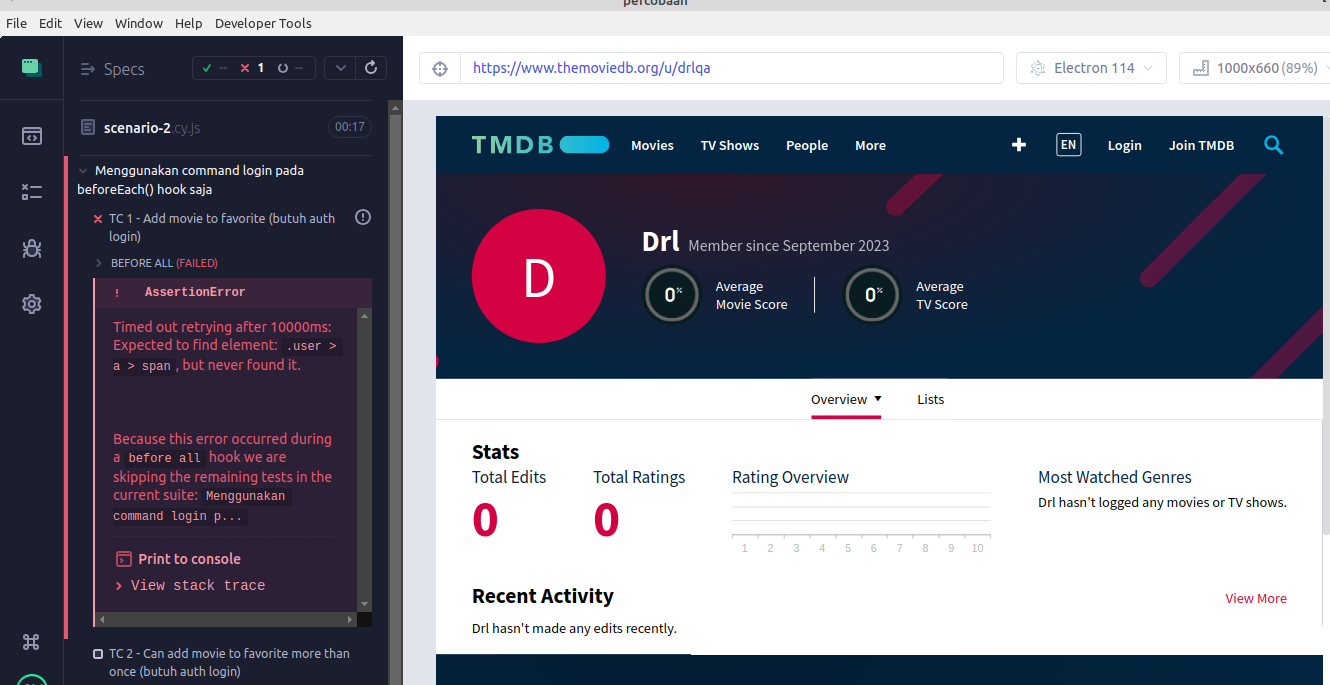 percobaan
File Edit View Window Help Developer Tools
Specs
-- 1 --
https://www.themoviedb.org/u/drlqa
Electron 114
1000x660 (89%)
scenario-2.cy.js
00:17
Menggunakan command login pada
beforeEach() hook saja
TC 1 - Add movie to favorite (butuh auth
login)
BEFORE ALL (FAILED)
! AssertionError
Timed out retrying after 10000ms:
Expected to find element: .user >
a > span, but never found it.
Because this error occurred during
a before all hook we are
skipping the remaining tests in the
current suite: Menggunakan
command login p...
Print to console
View stack trace
TC 2 - Can add movie to favorite more than
once (butuh auth login)
TMDB
Movies TV Shows People More
EN Login Join TMDB
D
Drl Member since September 2023
0%
Average
Movie Score
0%
Average
TV Score
Overview Lists
Stats
Total Edits
0
Total Ratings
0
Rating Overview
1 2 3 4 5 6 7 8 9 10
Most Watched Genres
Drl hasn't logged any movies or TV shows.
Recent Activity
View More
Drl hasn't made any edits recently.